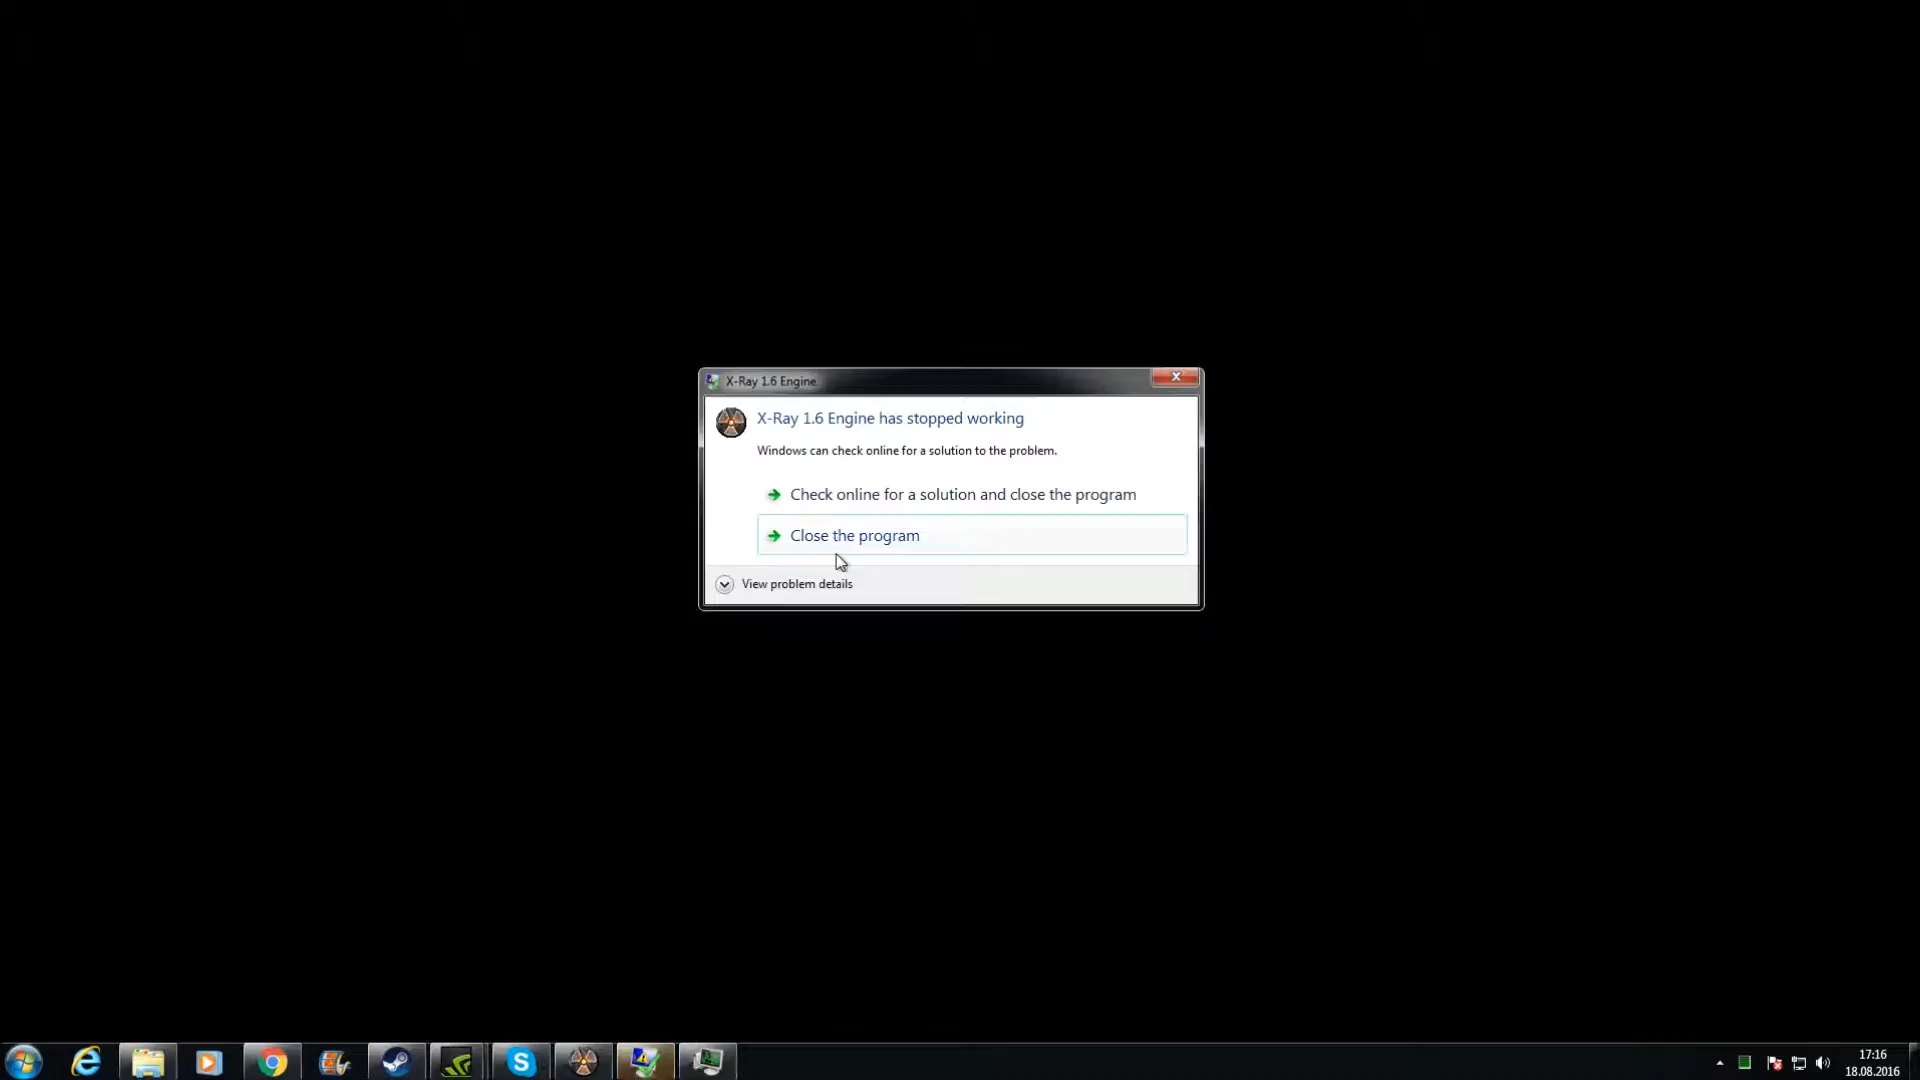 X-Ray 1.6 Engine
X-Ray 1.6 Engine has stopped working
Windows can check online for a solution to the problem.
Check online for a solution and close the program
Close the program
View problem details
17:16
18.08.2016